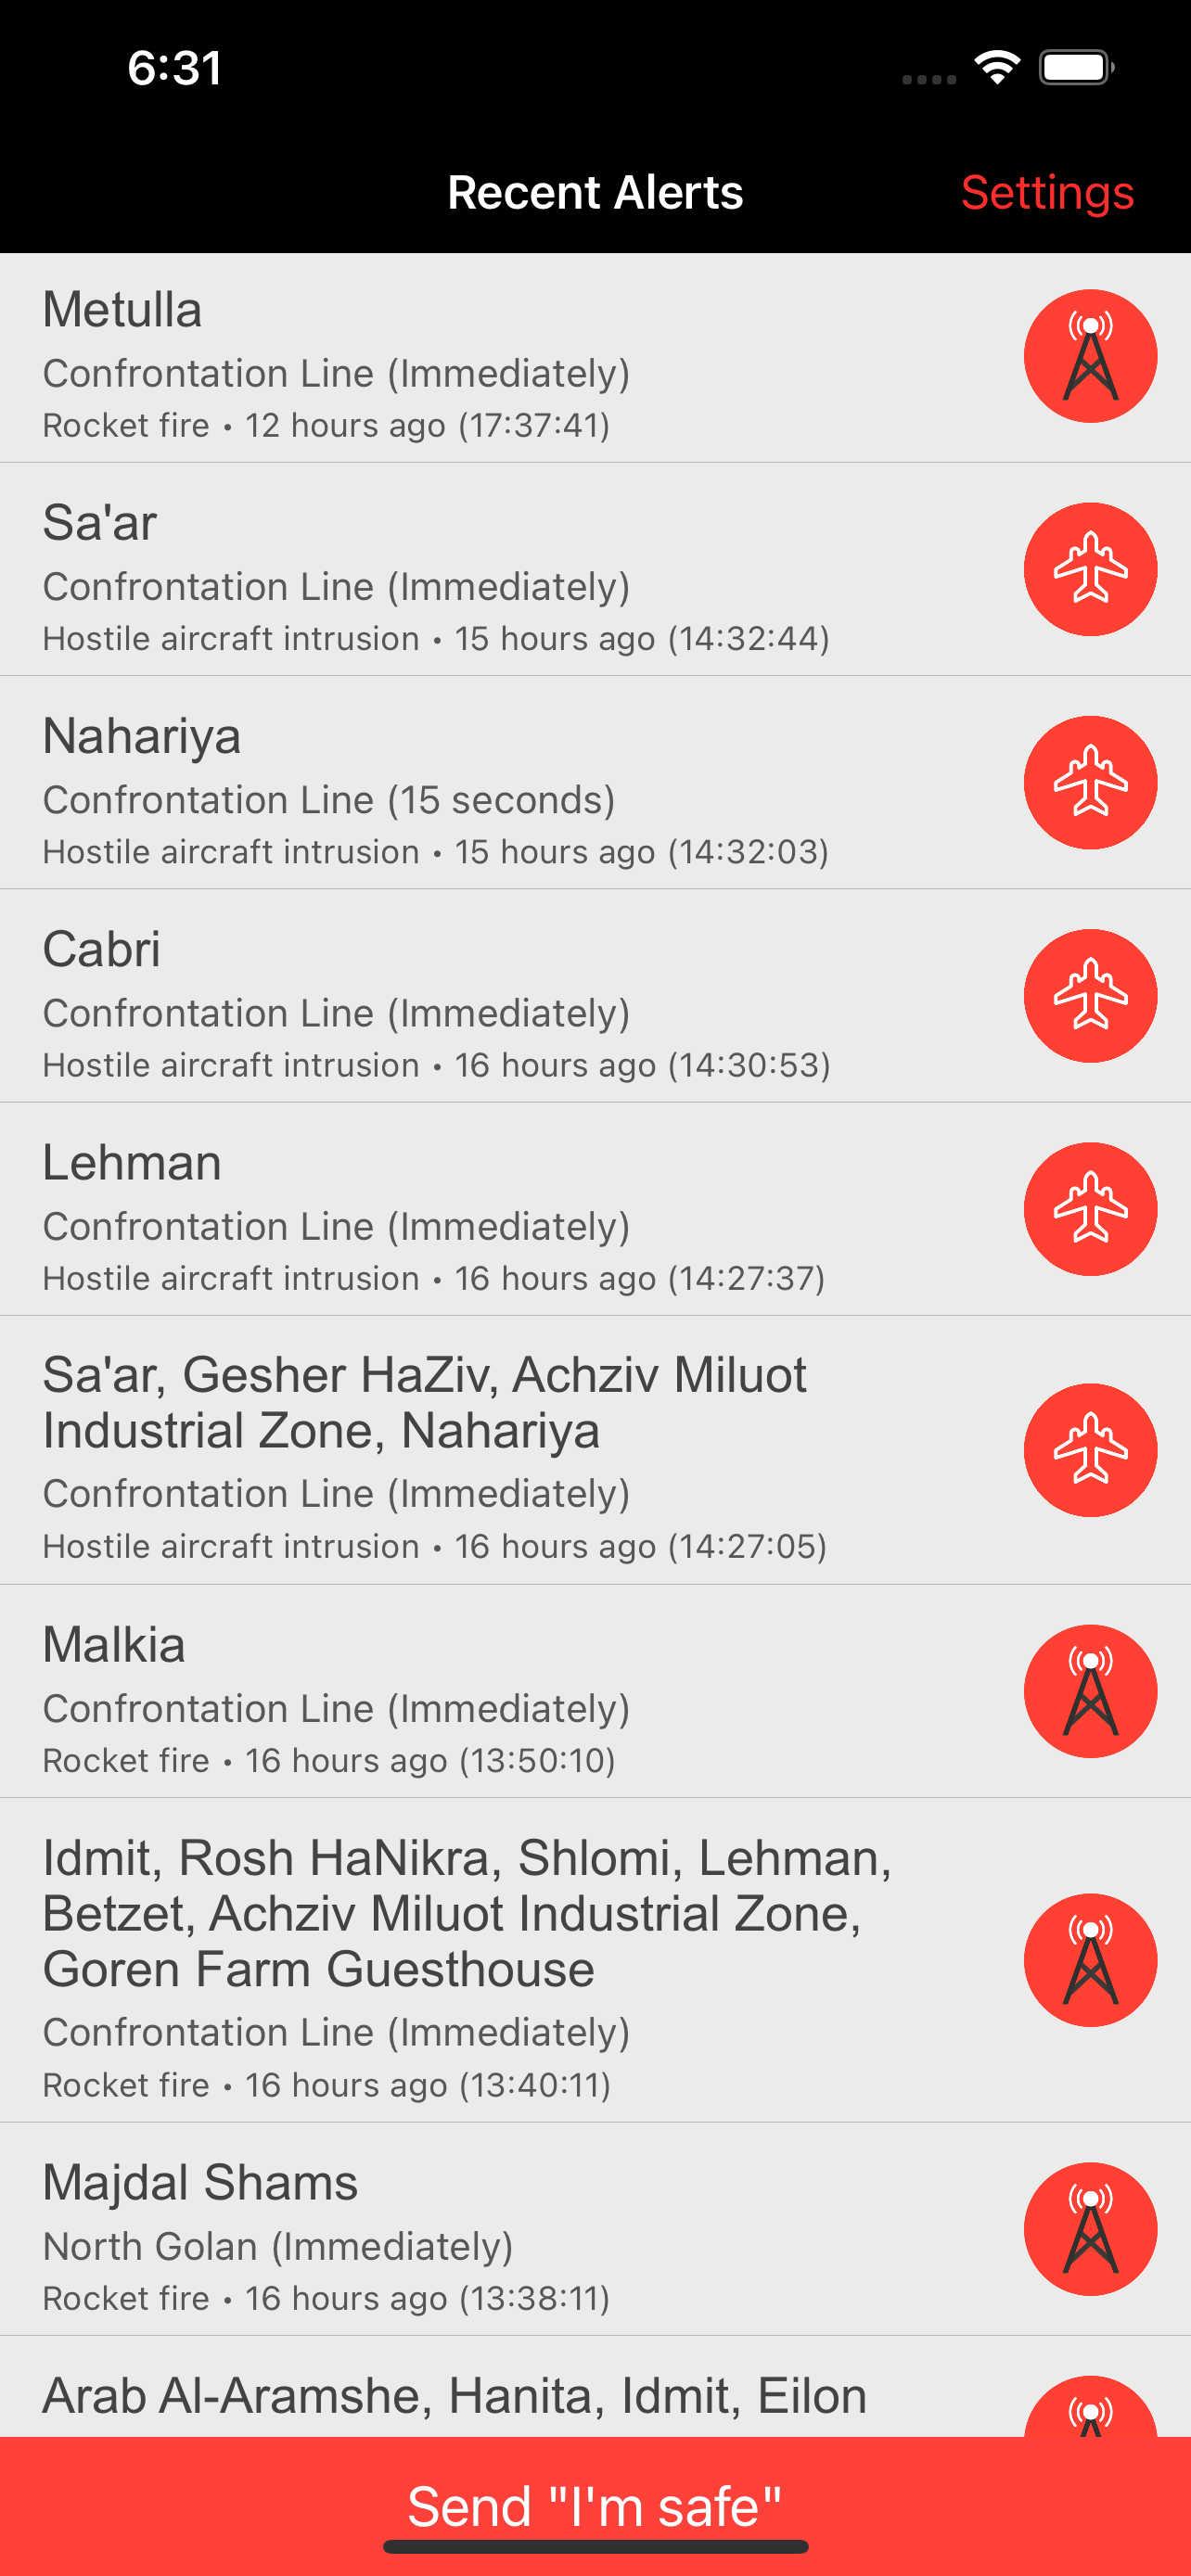 6:31
Recent Alerts
Settings
Metulla
Confrontation Line (Immediately)
Rocket fire • 12 hours ago (17:37:41)
Sa'ar
Confrontation Line (Immediately)
Hostile aircraft intrusion • 15 hours ago (14:32:44)
Nahariya
Confrontation Line (15 seconds)
Hostile aircraft intrusion • 15 hours ago (14:32:03)
Cabri
Confrontation Line (Immediately)
Hostile aircraft intrusion • 16 hours ago (14:30:53)
Lehman
Confrontation Line (Immediately)
Hostile aircraft intrusion • 16 hours ago (14:27:37)
Sa'ar, Gesher HaZiv, Achziv Miluot
Industrial Zone, Nahariya
Confrontation Line (Immediately)
Hostile aircraft intrusion • 16 hours ago (14:27:05)
Malkia
Confrontation Line (Immediately)
Rocket fire • 16 hours ago (13:50:10)
Idmit, Rosh HaNikra, Shlomi, Lehman,
Betzet, Achziv Miluot Industrial Zone,
Goren Farm Guesthouse
Confrontation Line (Immediately)
Rocket fire • 16 hours ago (13:40:11)
Majdal Shams
North Golan (Immediately)
Rocket fire • 16 hours ago (13:38:11)
Arab Al-Aramshe, Hanita, Idmit, Eilon
Send "I'm safe"